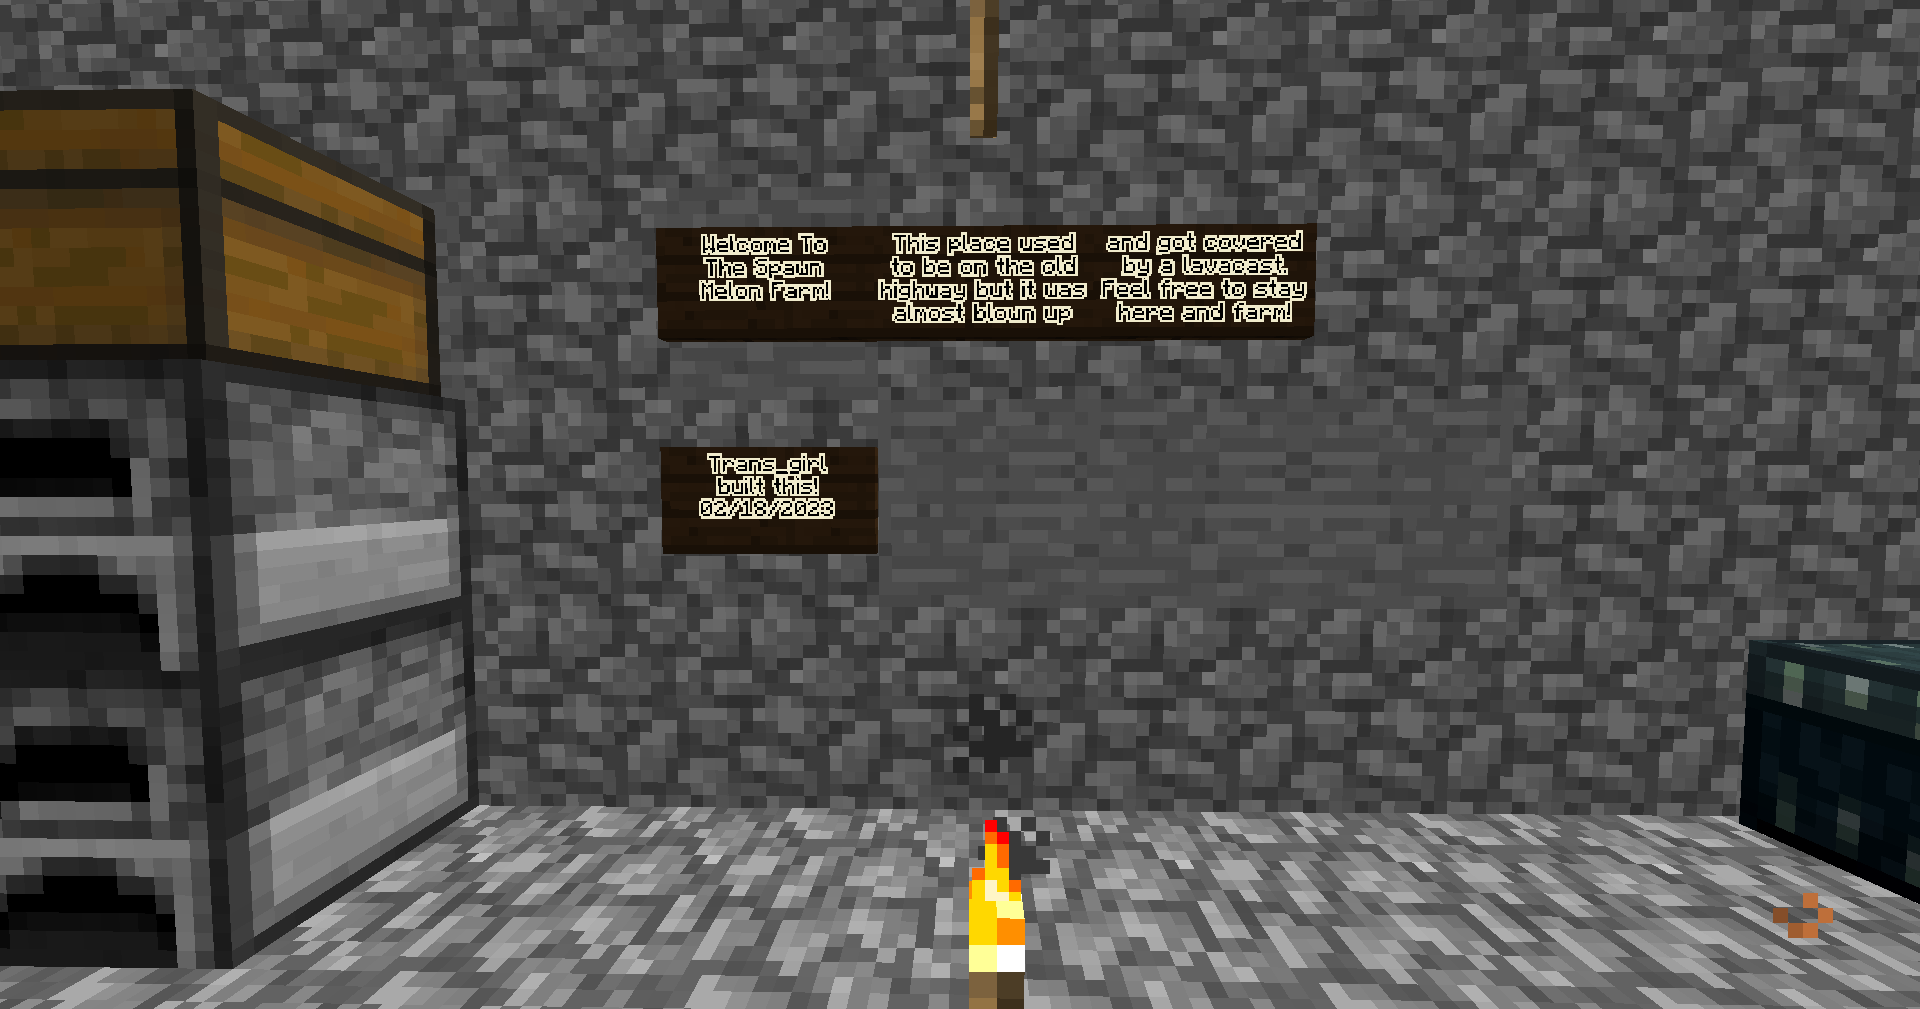 Welcome To
The Spawn
Melon Farm!
This place used
to be on the old
highway but it was
almost blown up
and got covered
by a lavacast.
Feel free to stay
here and farm!
Trans_girl
built this!
02/18/2023